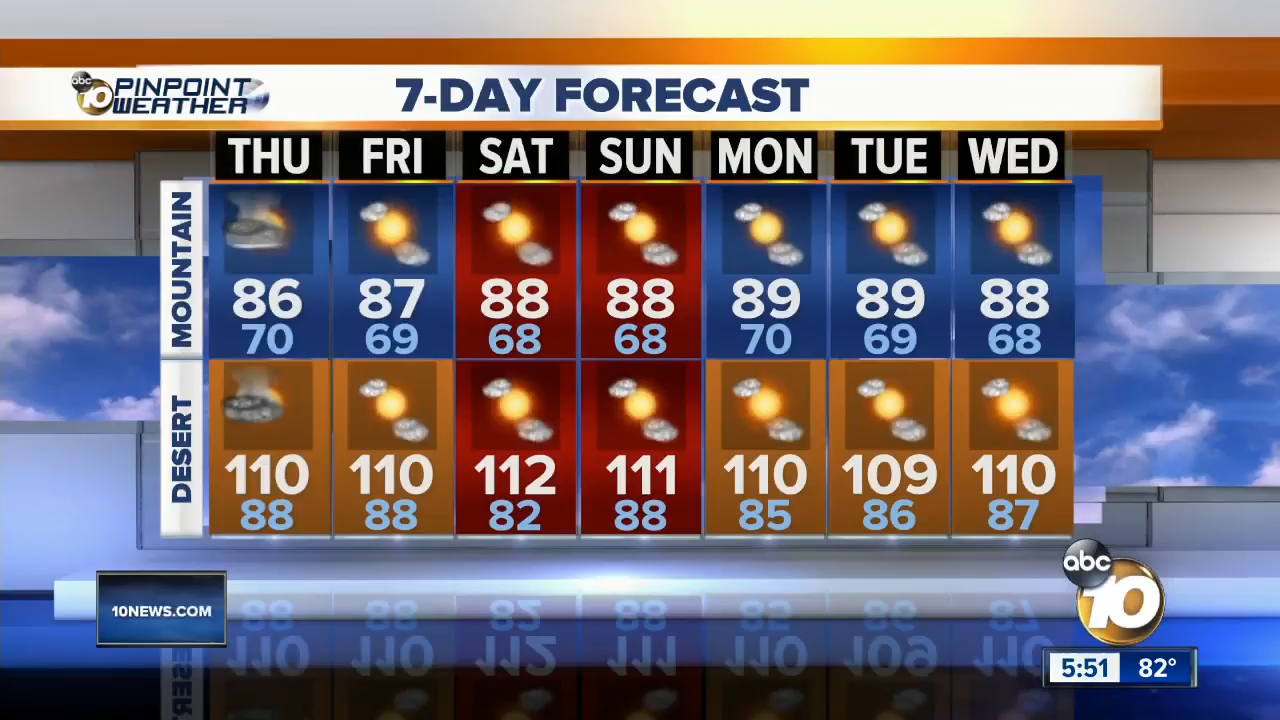 abc 10 PINPOINT WEATHER
7-DAY FORECAST
THU FRI SAT SUN MON TUE WED
MOUNTAIN
86 87 88 88 89 89 88
70 69 68 68 70 69 68
DESERT
110 110 112 111 110 109 110
88 88 82 88 85 86 87
10NEWS.COM
abc 10
5:51 82°